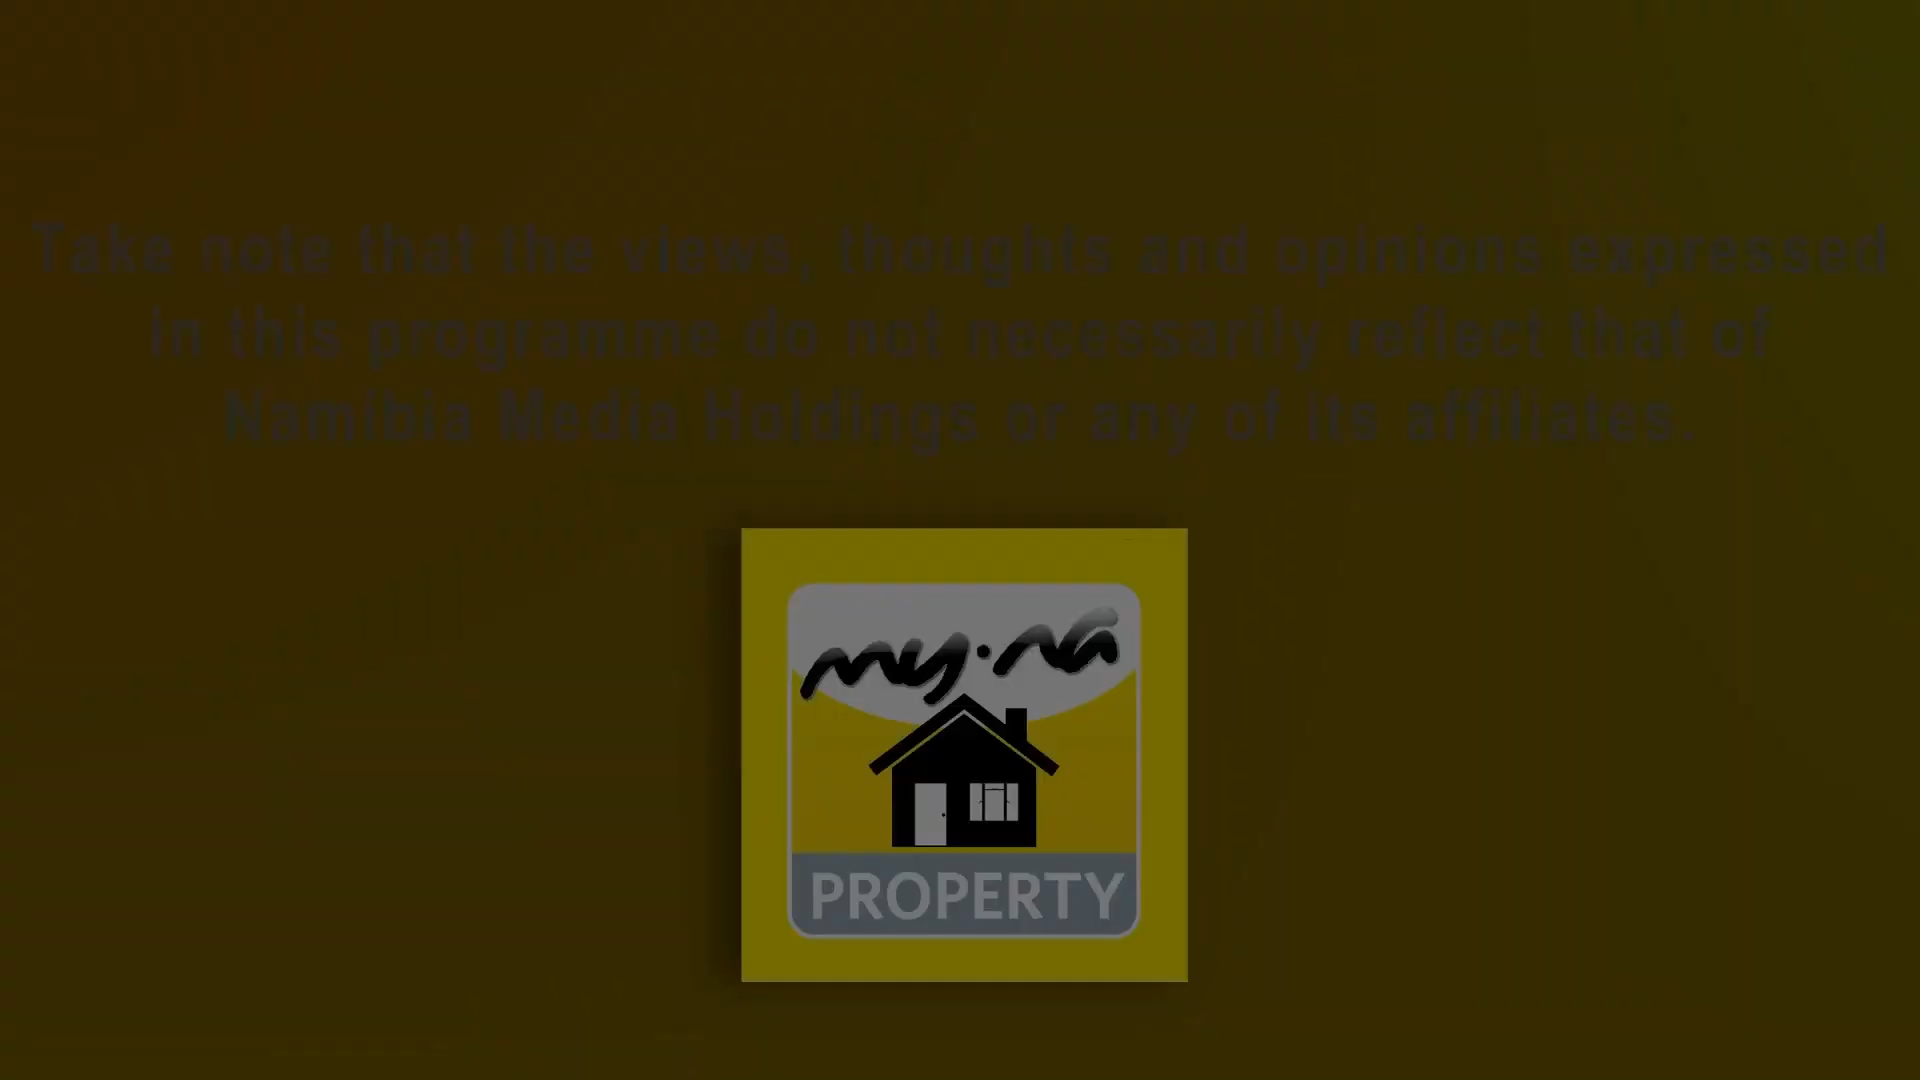 Take note that the views, thoughts and opinions expressed
in this programme do not necessarily reflect that of
Namibia Media Holdings or any of its affiliates.
my·na
PROPERTY